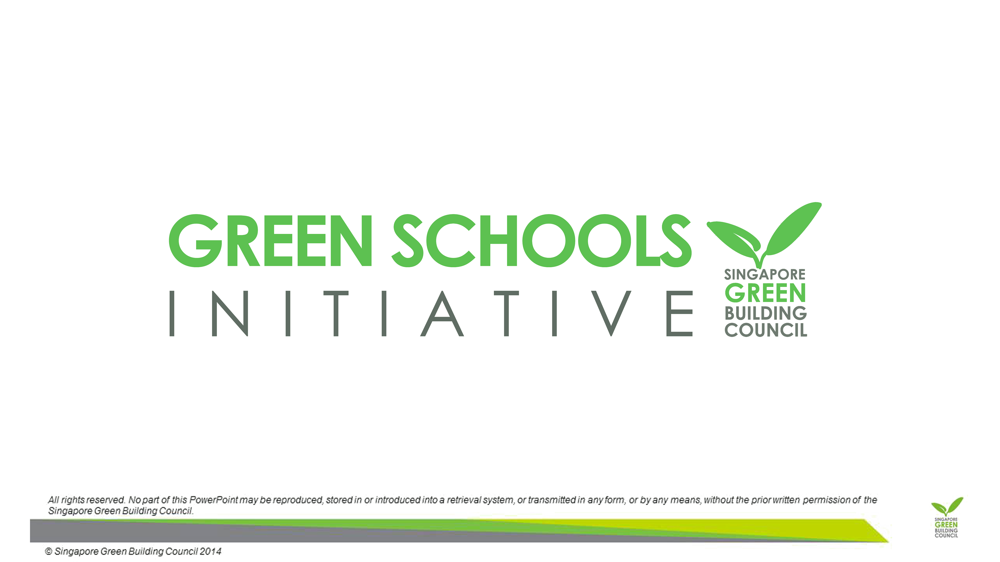 GREEN SCHOOLS
INITIATIVE
SINGAPORE
GREEN
BUILDING
COUNCIL
All rights reserved. No part of this PowerPoint may be reproduced, stored in or introduced into a retrieval system, or transmitted in any form, or by any means, without the prior written permission of the
Singapore Green Building Council.
SINGAPORE
GREEN
BUILDING
COUNCIL
© Singapore Green Building Council 2014